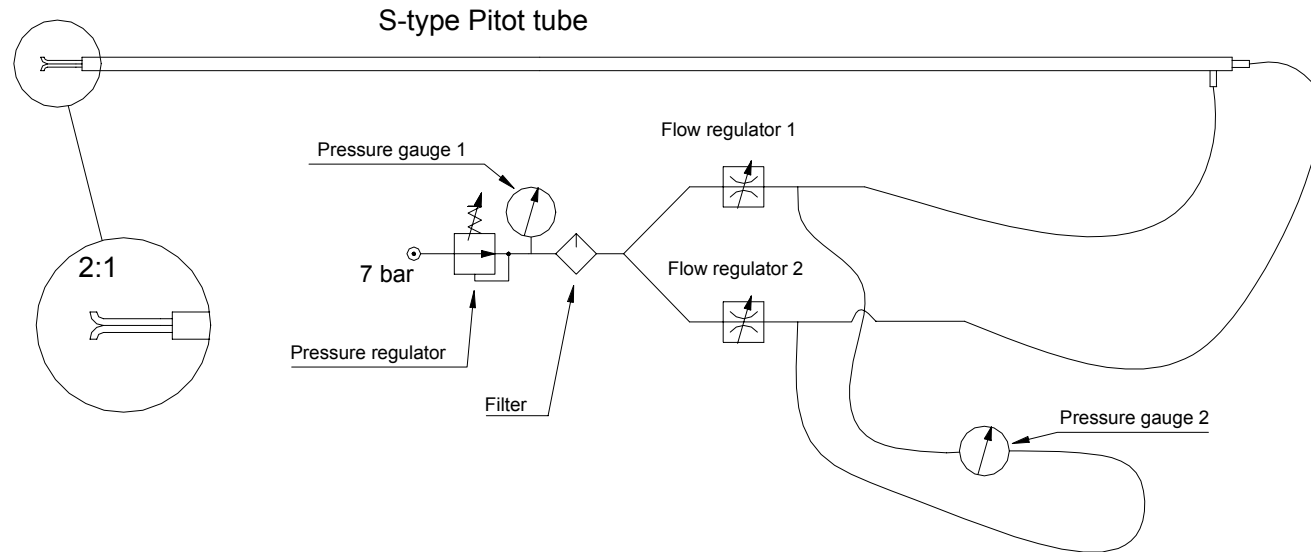 S-type Pitot tube
Flow regulator 1
Pressure gauge 1
2:1
7 bar
Flow regulator 2
Pressure regulator
Filter
Pressure gauge 2